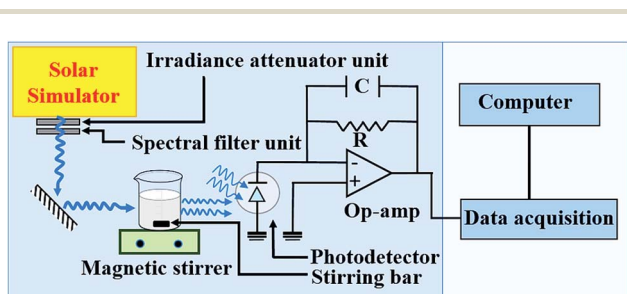 Solar
Simulator
Irradiance attenuator unit
Spectral filter unit
C
R
-
+
Op-amp
Computer
Data acquisition
Magnetic stirrer
Photodetector
Stirring bar